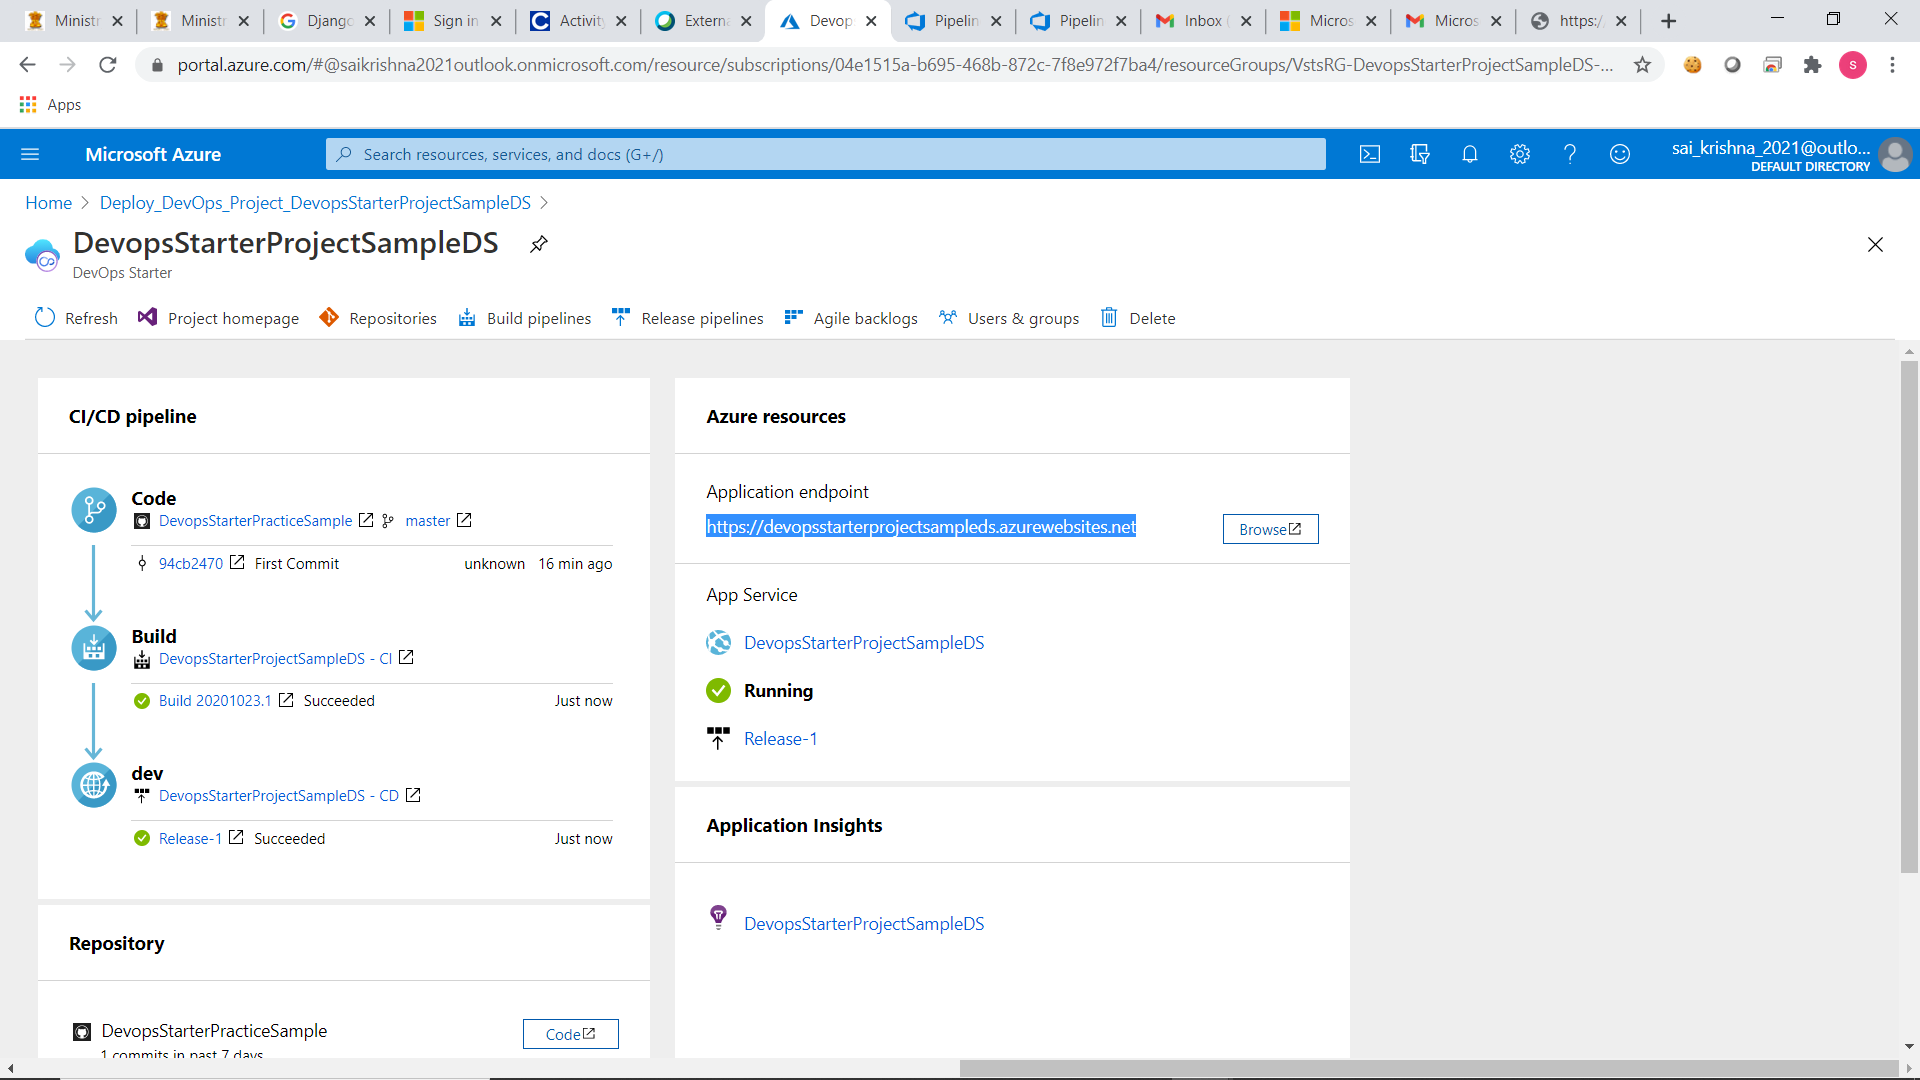 Ministr
Ministr
Django
Sign in
Activity
Externa
Devops
Pipelin
Pipelin
Inbox (
Micros
Micros
https:/
portal.azure.com/#@saikrishna2021outlook.onmicrosoft.com/resource/subscriptions/04e1515a-b695-468b-872c-7f8e972f7ba4/resourceGroups/VstsRG-DevopsStarterProjectSampleDS-...
S
Apps
Microsoft Azure
Search resources, services, and docs (G+/)
sai_krishna_2021@outlo...
DEFAULT DIRECTORY
Home > Deploy_DevOps_Project_DevopsStarterProjectSampleDS >
DevopsStarterProjectSampleDS
DevOps Starter
Refresh
Project homepage
Repositories
Build pipelines
Release pipelines
Agile backlogs
Users & groups
Delete
CI/CD pipeline
Code
DevopsStarterPracticeSample master
94cb2470 First Commit unknown 16 min ago
Build
DevopsStarterProjectSampleDS - CI
Build 20201023.1 Succeeded Just now
dev
DevopsStarterProjectSampleDS - CD
Release-1 Succeeded Just now
Repository
DevopsStarterPracticeSample
Code
1 commits in past 7 days
Azure resources
Application endpoint
https://devopsstarterprojectsampleds.azurewebsites.net
Browse
App Service
DevopsStarterProjectSampleDS
Running
Release-1
Application Insights
DevopsStarterProjectSampleDS